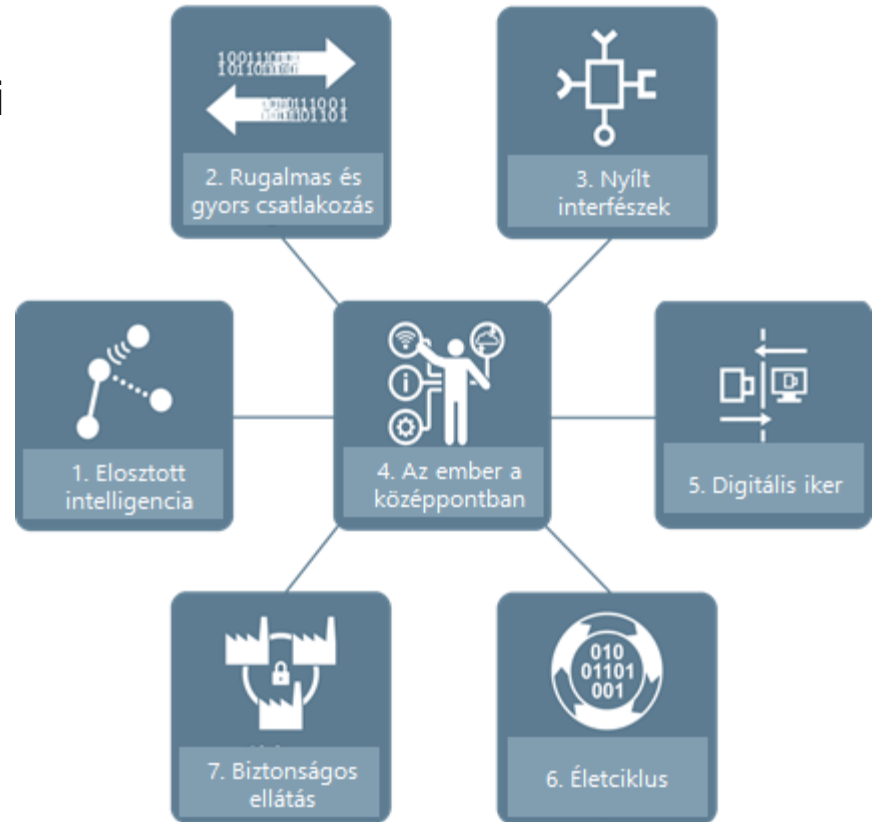 i
2. Rugalmas és
gyors csatlakozás
3. Nyílt
interfészek
1. Elosztott
intelligencia
4. Az ember a
középpontban
5. Digitális iker
7. Biztonságos
ellátás
010
01101
001
6. Életciklus